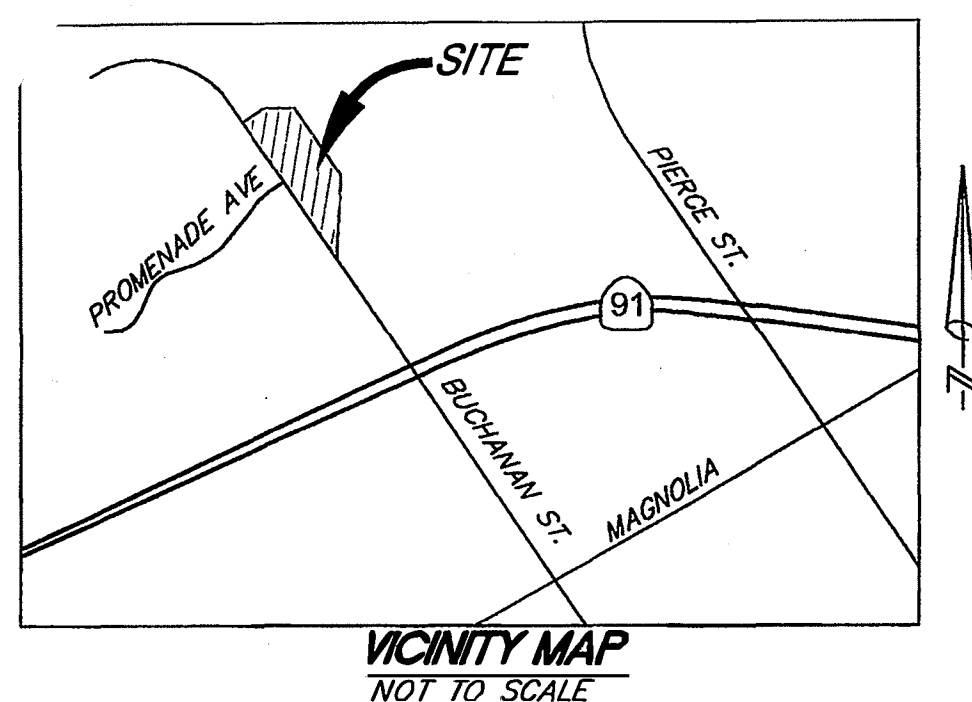 SITE
PROMENADE AVE
PIERCE ST.
91
BUCHANAN ST.
MAGNOLIA
N
VICINITY MAP
NOT TO SCALE